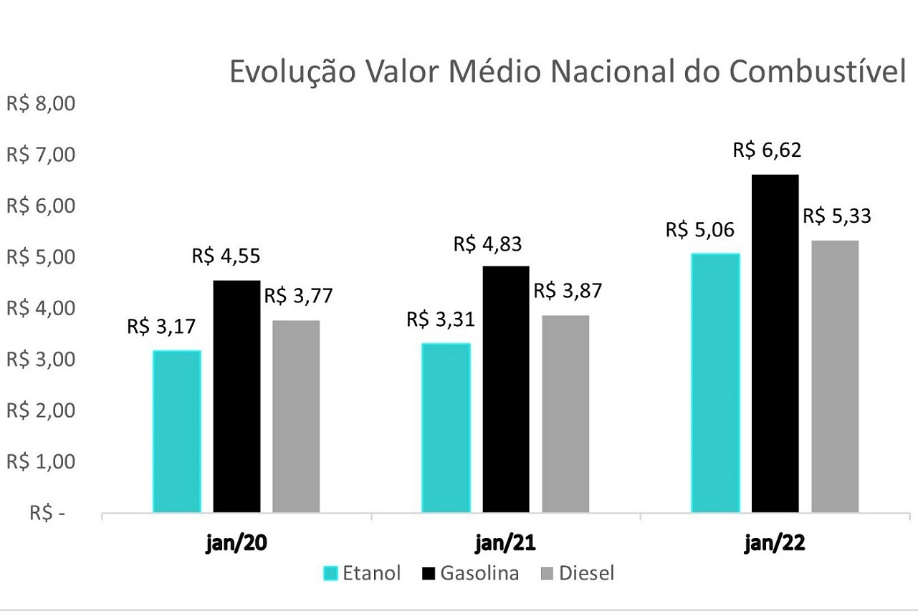 Evolução Valor Médio Nacional do Combustível
R$ 8,00
R$ 7,00
R$ 6,00
R$ 5,00
R$ 4,00
R$ 3,00
R$ 2,00
R$ 1,00
R$ -
R$ 3,17
R$ 4,55
R$ 3,77
R$ 3,31
R$ 4,83
R$ 3,87
R$ 5,06
R$ 6,62
R$ 5,33
jan/20
jan/21
jan/22
Etanol
Gasolina
Diesel